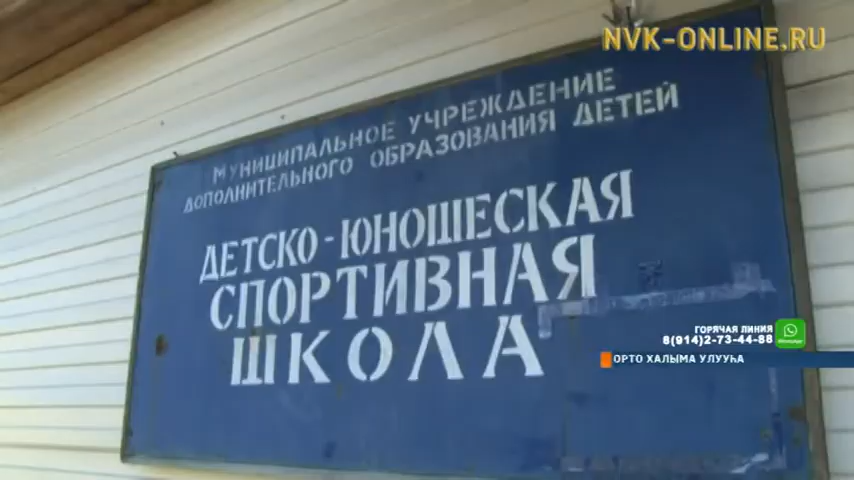 NVK-ONLINE.RU
МУНИЦИПАЛЬНОЕ УЧРЕЖДЕНИЕ
ДОПОЛНИТЕЛЬНОГО ОБРАЗОВАНИЯ ДЕТЕЙ
ДЕТСКО-ЮНОШЕСКАЯ
СПОРТИВНАЯ
ШКОЛА
ГОРЯЧАЯ ЛИНИЯ
8(914)2-73-44-88
WhatsApp
ОРТО ХАЛЫМА УЛУУҺА